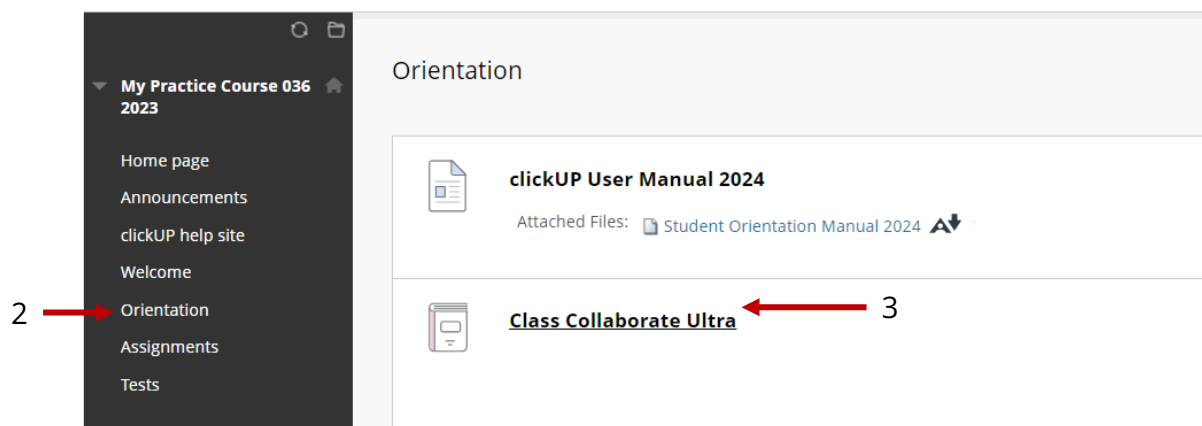 My Practice Course 036
2023
Home page
Announcements
clickUP help site
Welcome
2
Orientation
Assignments
Tests
Orientation
clickUP User Manual 2024
Attached Files: Student Orientation Manual 2024
Class Collaborate Ultra
3